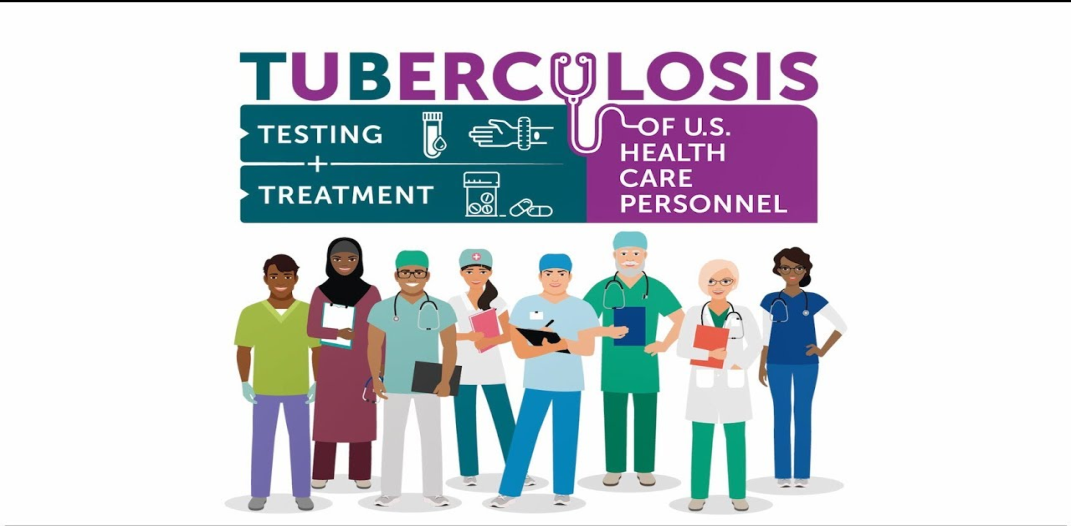 TUBERCULOSIS
TESTING
+
TREATMENT
OF U.S.
HEALTH
CARE
PERSONNEL